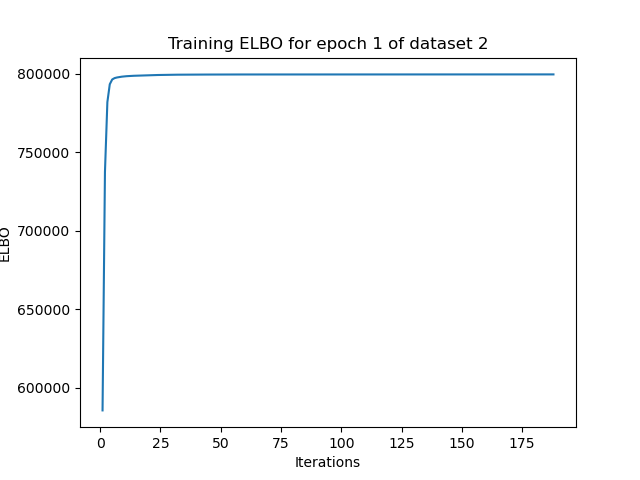 Training ELBO for epoch 1 of dataset 2
800000
750000
700000
650000
600000
ELBO
0 25 50 75 100 125 150 175
Iterations